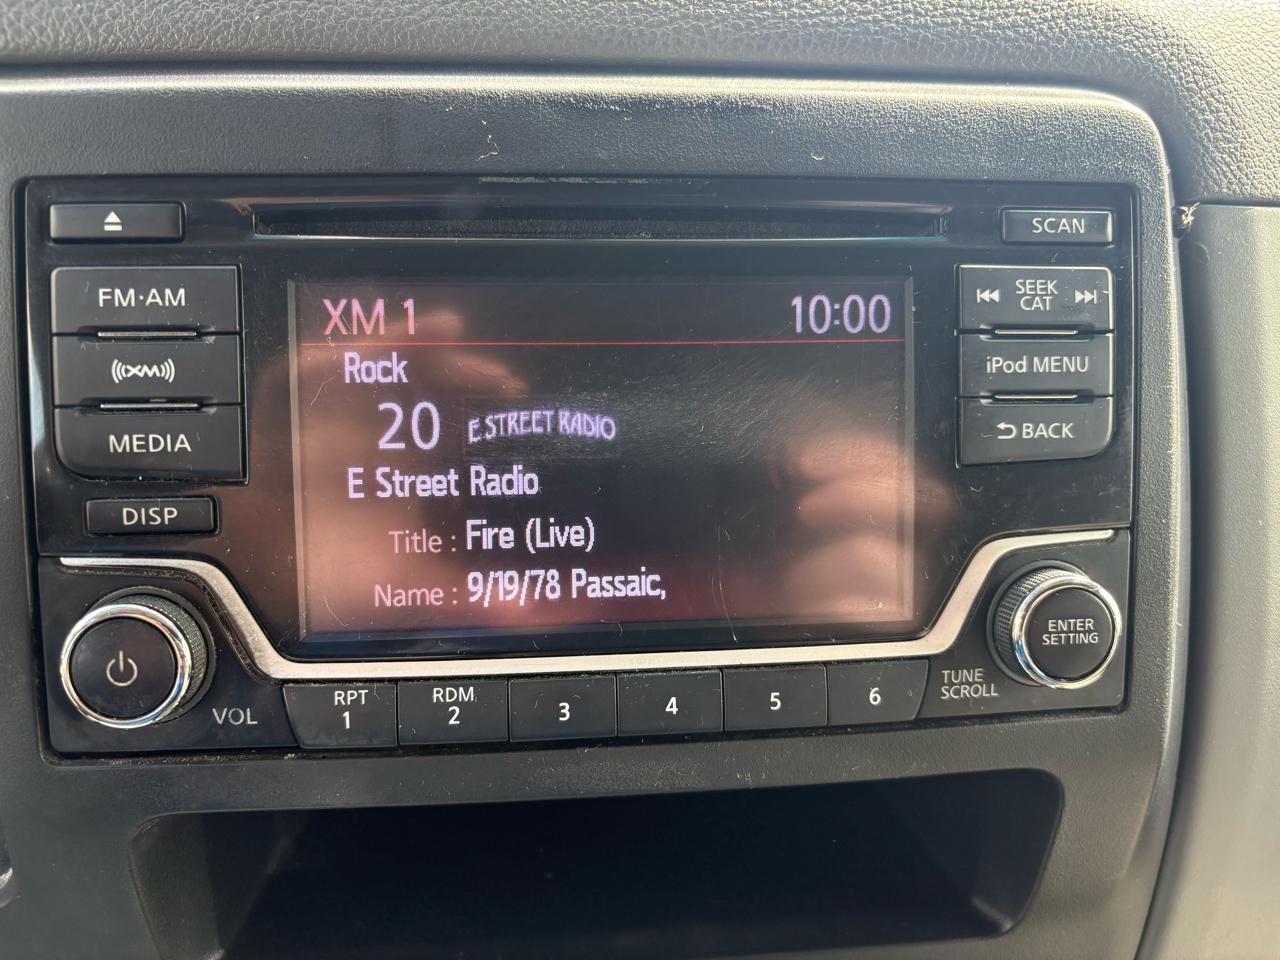 SCAN
FM·AM
XM
MEDIA
DISP
VOL
XM 1 10:00
Rock
20 E STREET RADIO
E Street Radio
Title : Fire (Live)
Name : 9/19/78 Passaic,
SEEK
CAT
iPod MENU
BACK
ENTER
SETTING
TUNE
SCROLL
RPT
1
RDM
2
3
4
5
6